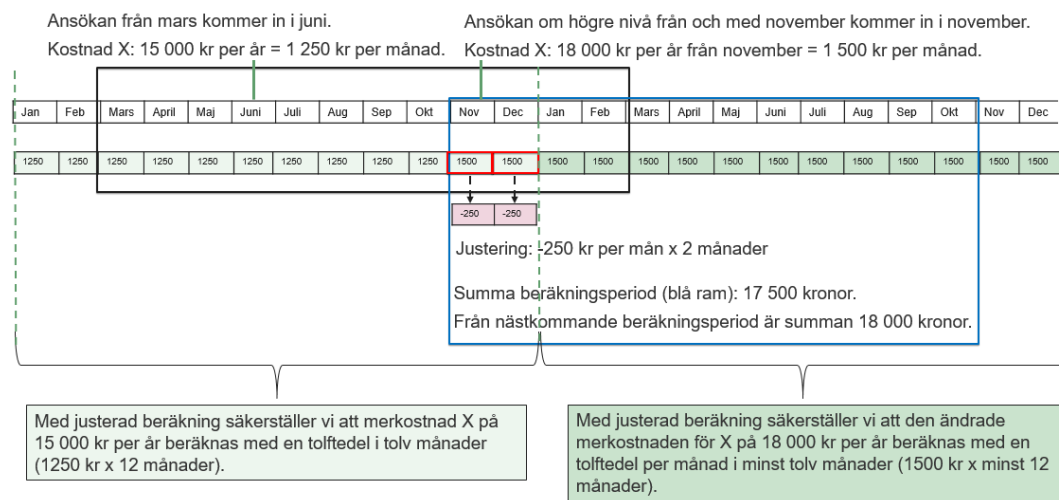 Ansökan från mars kommer in i juni.
Kostnad X: 15 000 kr per år = 1 250 kr per månad.
Ansökan om högre nivå från och med november kommer in i november.
Kostnad X: 18 000 kr per år från november = 1 500 kr per månad.
Jan Feb Mars April Maj Juni Juli Aug Sep Okt Nov Dec Jan Feb Mars April Maj Juni Juli Aug Sep Okt Nov Dec
1250 1250 1250 1250 1250 1250 1250 1250 1250 1250 1500 1500 1500 1500 1500 1500 1500 1500 1500 1500 1500 1500 1500 1500
-250 -250
Justering: -250 kr per mån x 2 månader
Summa beräkningsperiod (blå ram): 17 500 kronor.
Från nästkommande beräkningsperiod är summan 18 000 kronor.
Med justerad beräkning säkerställer vi att merkostnad X på
15 000 kr per år beräknas med en tolftedel i tolv månader
(1250 kr x 12 månader).
Med justerad beräkning säkerställer vi att den ändrade
merkostnaden för X på 18 000 kr per år beräknas med en
tolftedel per månad i minst tolv månader (1500 kr x minst 12
månader).